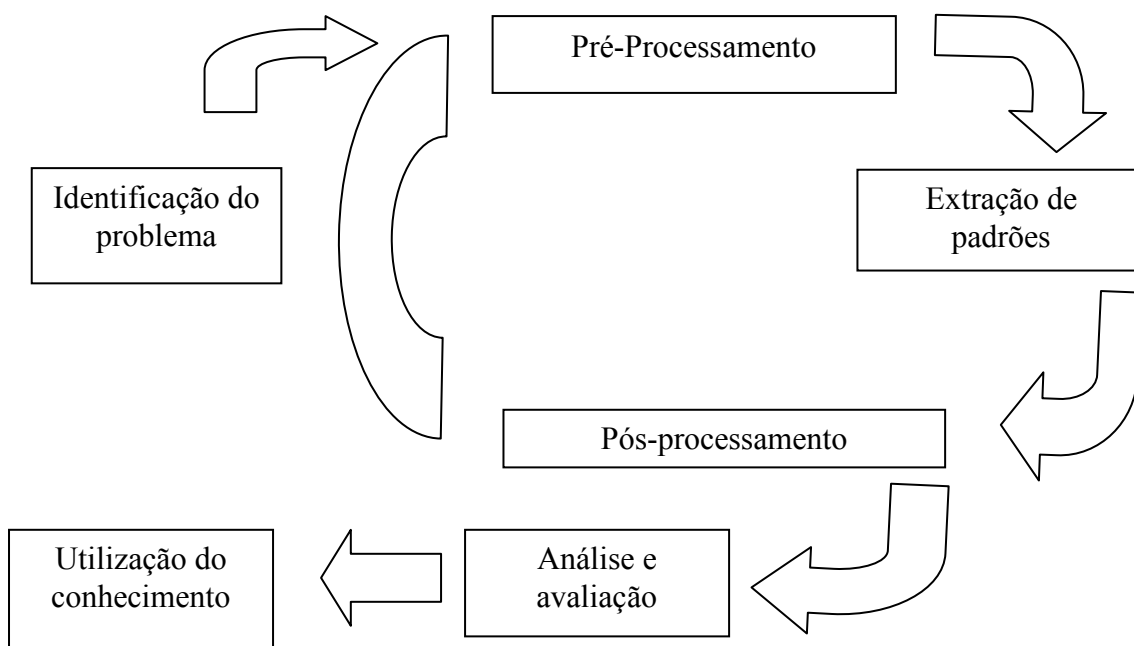 Pré-Processamento
Identificação do
problema
Extração de
padrões
Pós-processamento
Utilização do
conhecimento
Análise e
avaliação